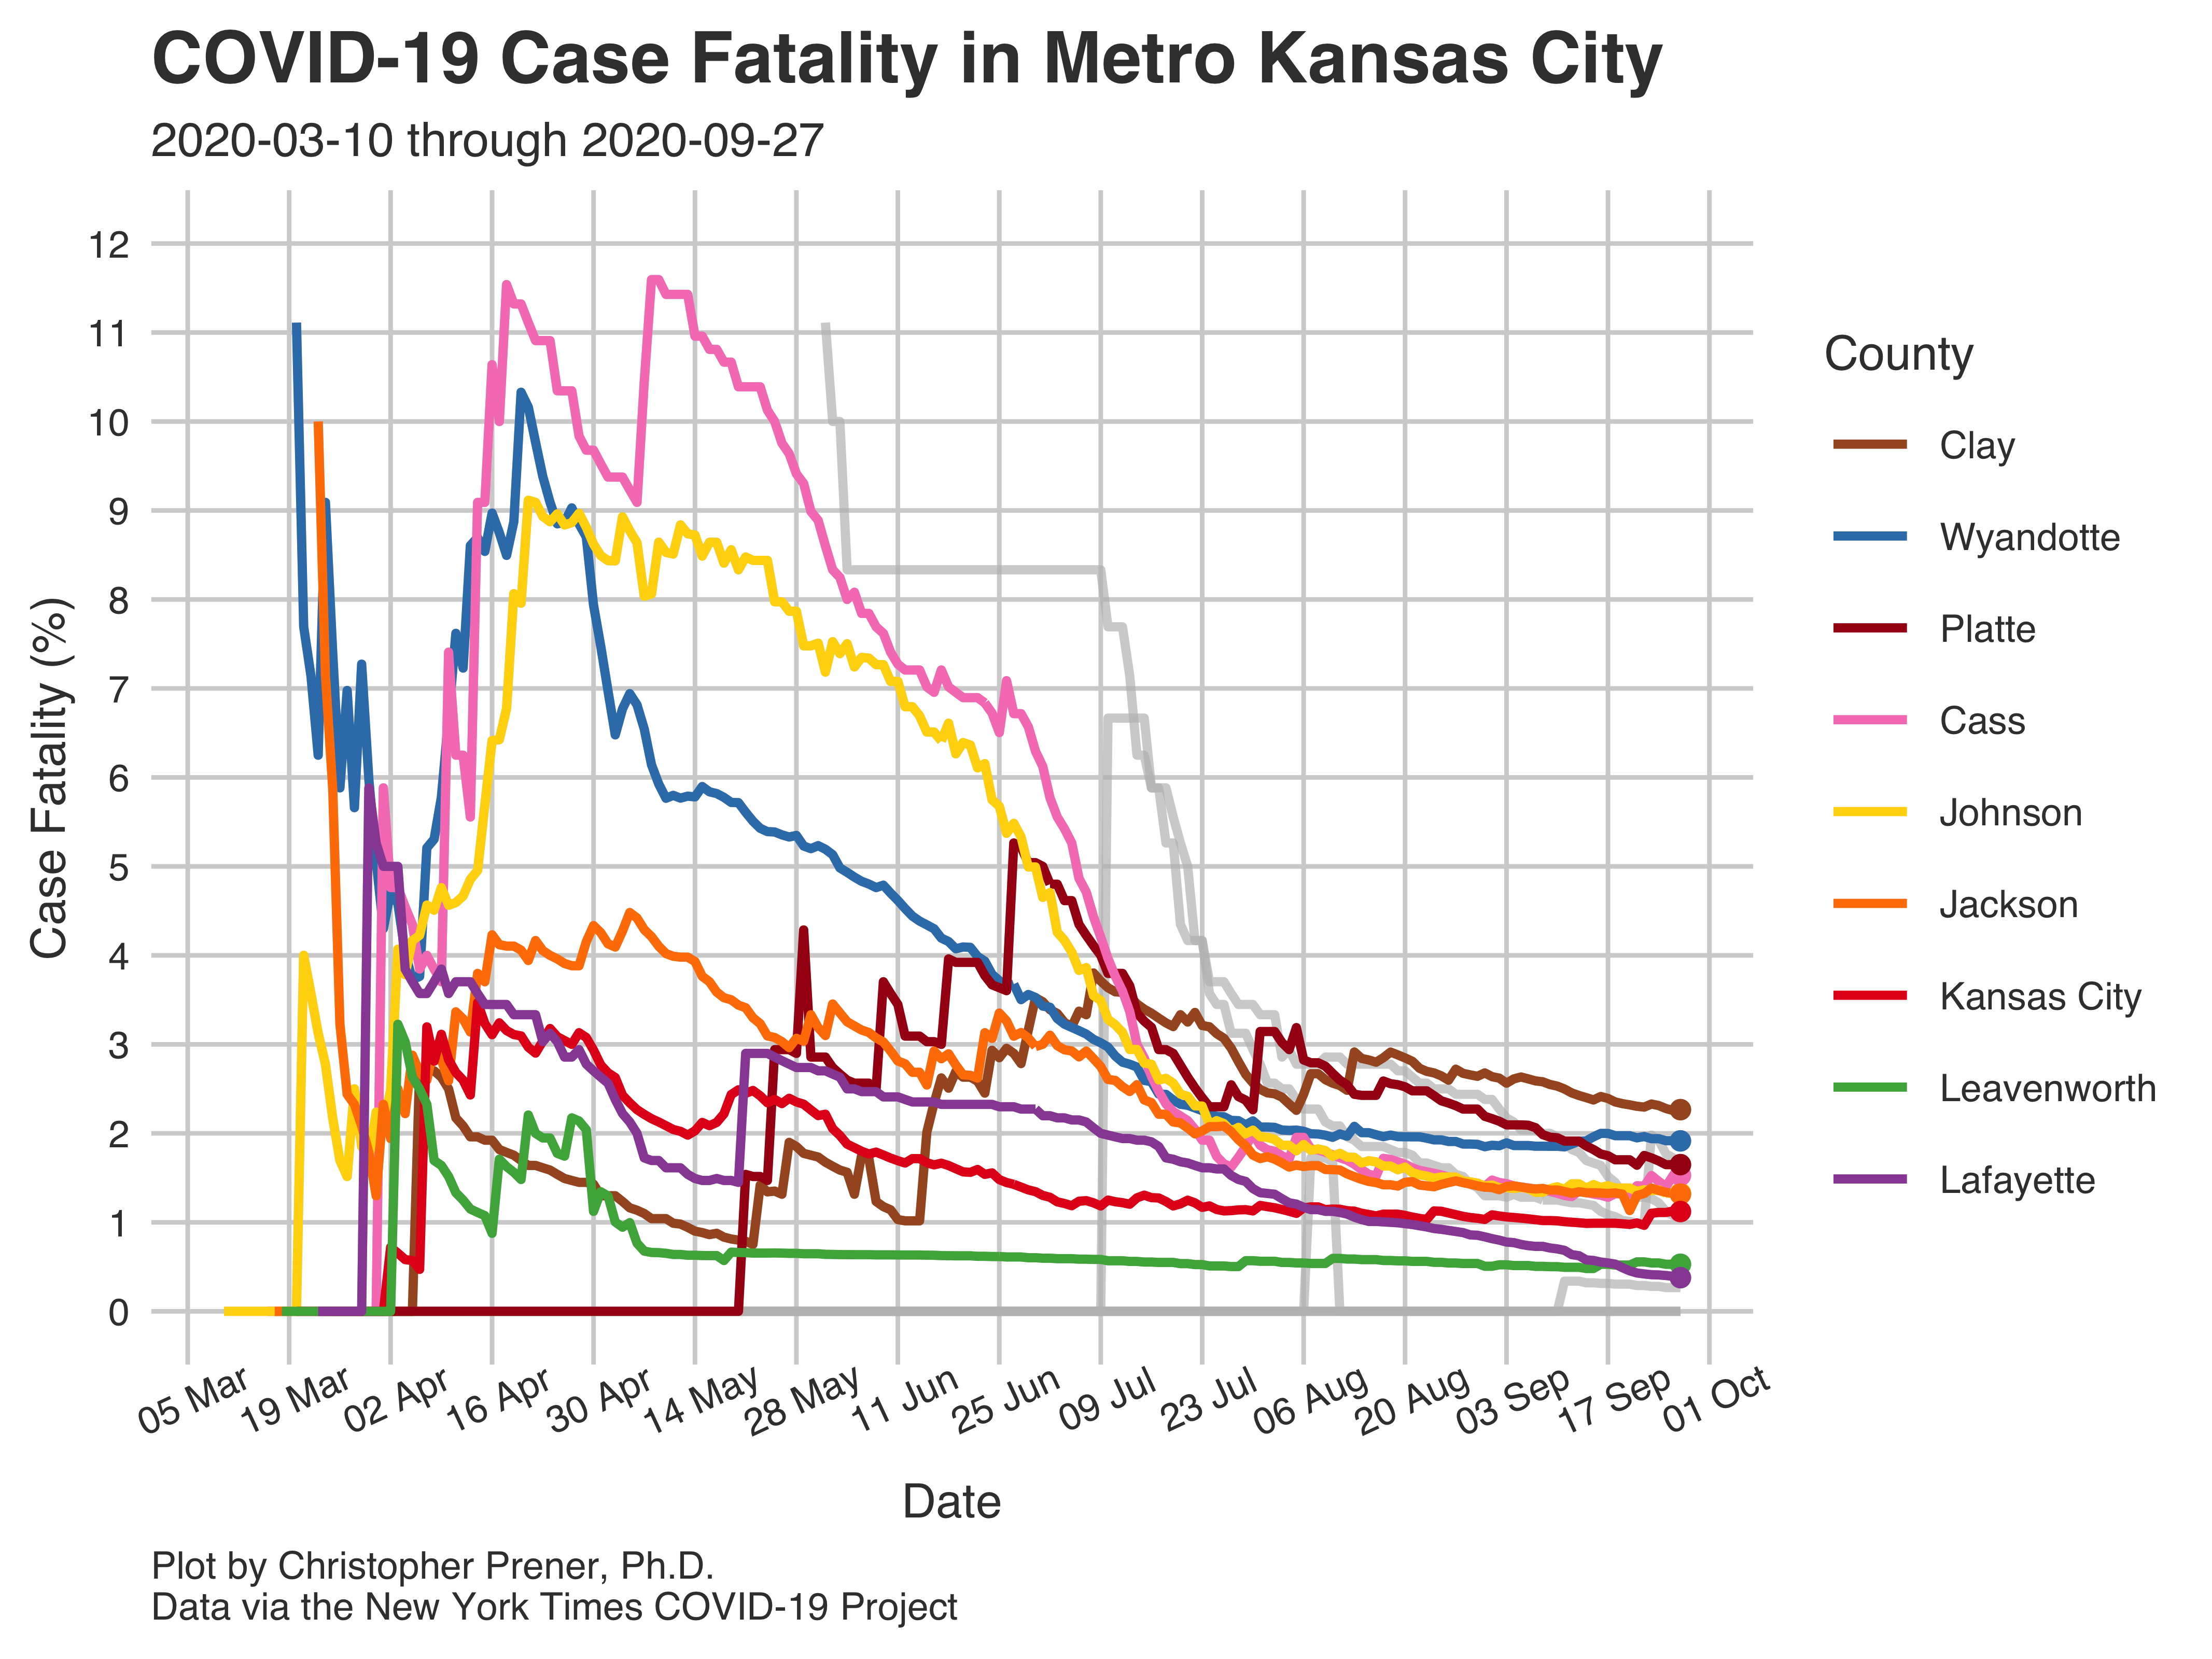 COVID-19 Case Fatality in Metro Kansas City
2020-03-10 through 2020-09-27
Case Fatality (%)
12
11
10
9
8
7
6
5
4
3
2
1
0
05 Mar
19 Mar
02 Apr
16 Apr
30 Apr
14 May
28 May
11 Jun
25 Jun
09 Jul
23 Jul
06 Aug
20 Aug
03 Sep
17 Sep
01 Oct
Date
County
Clay
Wyandotte
Platte
Cass
Johnson
Jackson
Kansas City
Leavenworth
Lafayette
Plot by Christopher Prener, Ph.D.
Data via the New York Times COVID-19 Project